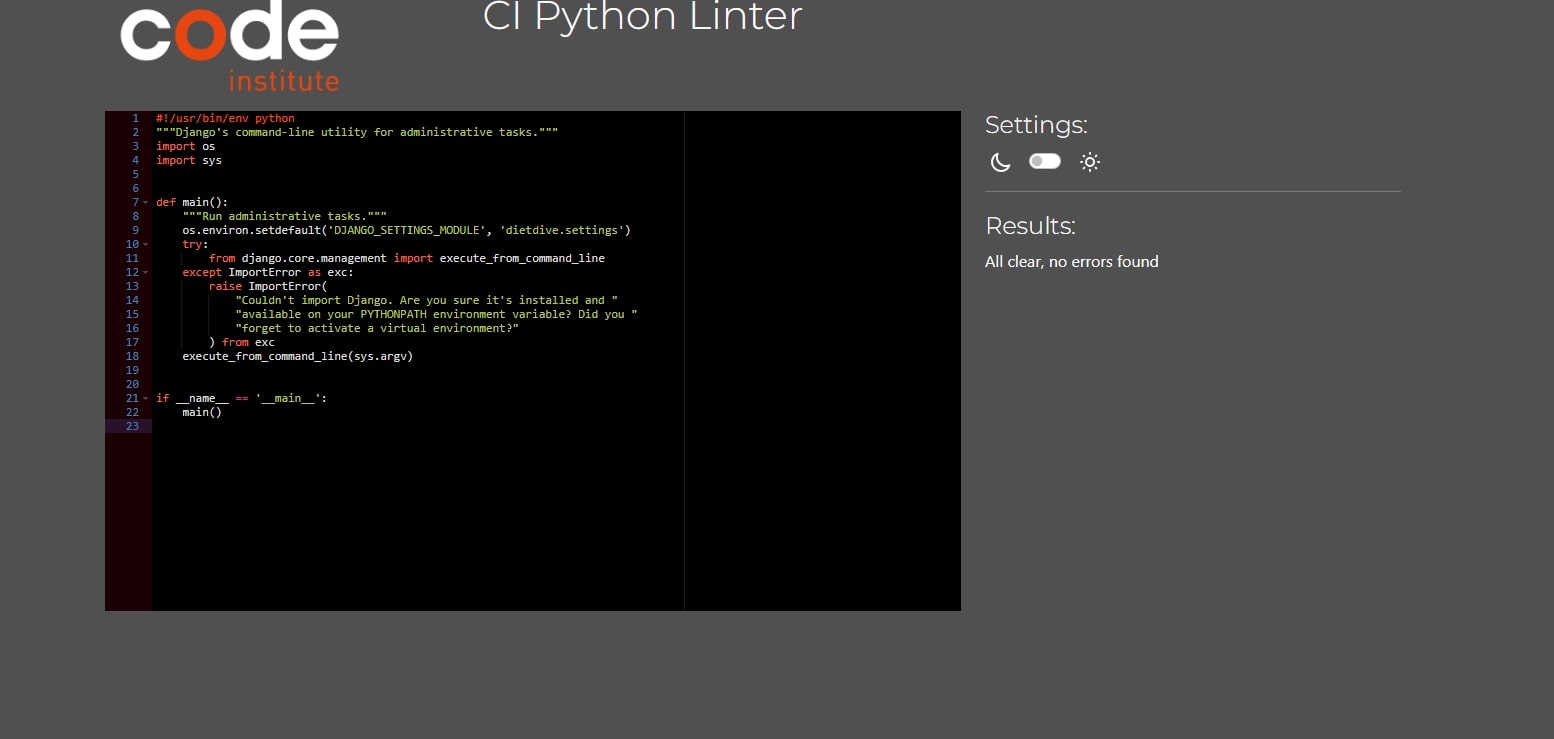 code
institute
CI Python Linter
1 #!/usr/bin/env python
2 """Django's command-line utility for administrative tasks."""
3 import os
4 import sys
5
6
7 def main():
8     """Run administrative tasks."""
9     os.environ.setdefault('DJANGO_SETTINGS_MODULE', 'dietdive.settings')
10     try:
11         from django.core.management import execute_from_command_line
12     except ImportError as exc:
13         raise ImportError(
14             "Couldn't import Django. Are you sure it's installed and "
15             "available on your PYTHONPATH environment variable? Did you "
16             "forget to activate a virtual environment?"
17         ) from exc
18     execute_from_command_line(sys.argv)
19
20
21 if __name__ == '__main__':
22     main()
23
Settings:
Results:
All clear, no errors found